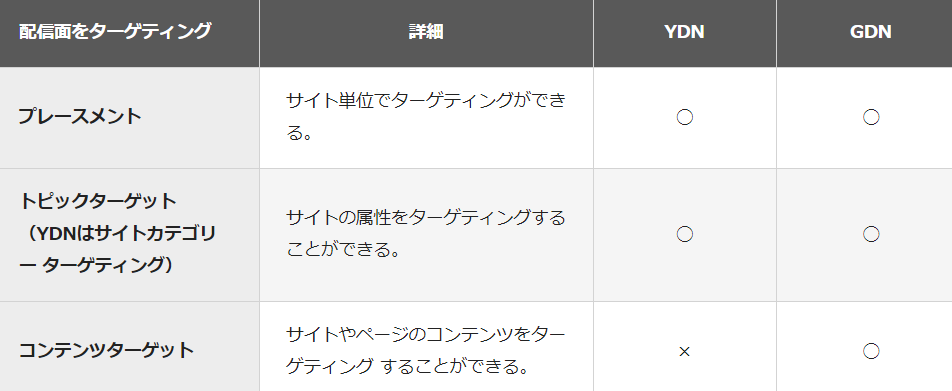 配信面をターゲティング 詳細 YDN GDN
プレースメント
サイト単位でターゲティングができ
る。
◯ ◯
トピックターゲット
（YDNはサイトカテゴリ
ー ターゲティング）
サイトの属性をターゲティングする
ことができる。
◯ ◯
コンテンツターゲット
サイトやページのコンテンツをター
ゲティング することができる。
× ◯